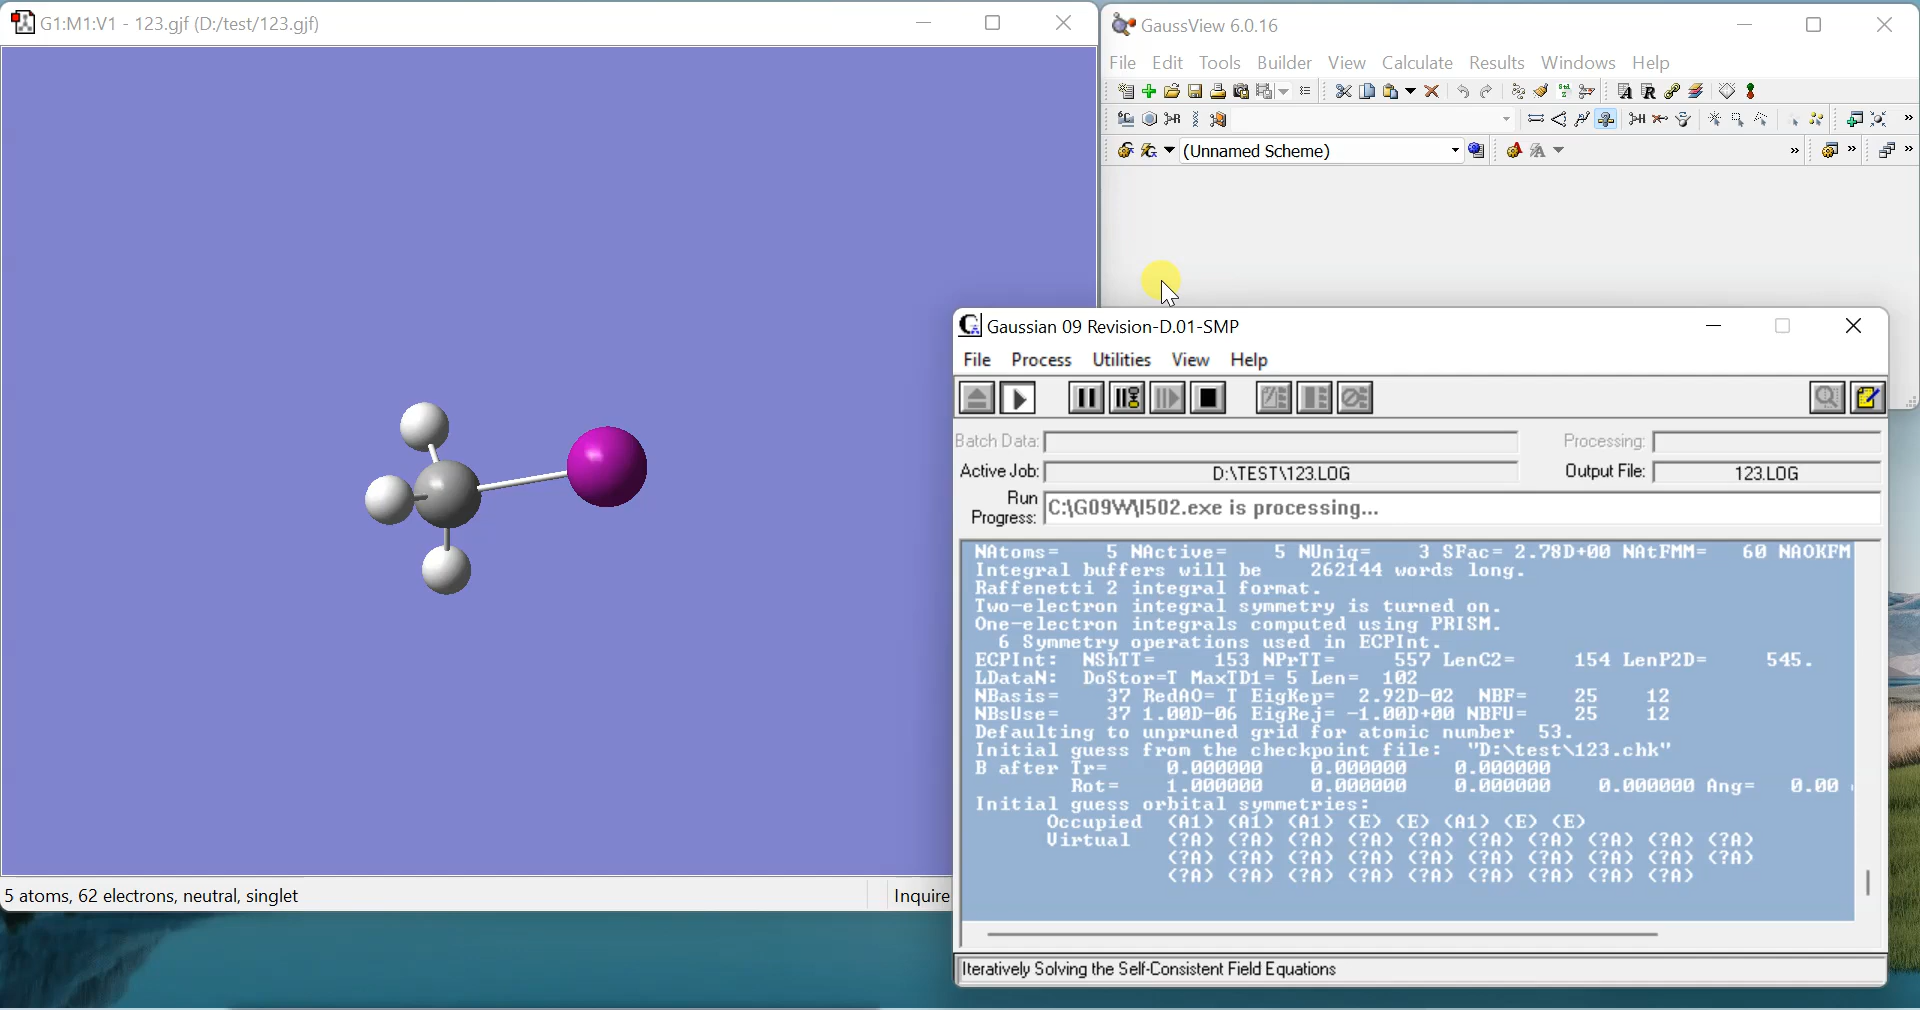 G1:M1:V1 - 123.gjf (D:/test/123.gjf)
5 atoms, 62 electrons, neutral, singlet
Inquire
GaussView 6.0.16
File Edit Tools Builder View Calculate Results Windows Help
(Unnamed Scheme)
Gaussian 09 Revision-D.01-SMP
File Process Utilities View Help
Batch Data: Processing:
Active Job: D:\TEST\123.LOG Output File: 123.LOG
Run Progress: C:\G09W\l502.exe is processing...
NAtoms= 5 NActive= 5 NUniq= 3 SFac= 2.78D+00 NAtFMM= 60 NAOKFM
Integral buffers will be 262144 words long.
Raffenetti 2 integral format.
Two-electron integral symmetry is turned on.
One-electron integrals computed using PRISM.
6 Symmetry operations used in ECPInt.
ECPInt: NShTT= 153 NPrTT= 557 LenC2= 154 LenP2D= 545.
LDataN: DoStor=T MaxTD1= 5 Len= 102
NBasis= 37 RedAO= T EigKep= 2.92D-02 NBF= 25 12
NBsUse= 37 1.00D-06 EigRej= -1.00D+00 NBFU= 25 12
Defaulting to unpruned grid for atomic number 53.
Initial guess from the checkpoint file: "D:\test\123.chk"
B after Tr= 0.000000 0.000000 0.000000
Rot= 1.000000 0.000000 0.000000 0.000000 Ang= 0.00
Initial guess orbital symmetries:
Occupied (A1) (A1) (A1) (E) (E) (A1) (E) (E)
Virtual (?A) (?A) (?A) (?A) (?A) (?A) (?A) (?A) (?A) (?A)
(?A) (?A) (?A) (?A) (?A) (?A) (?A) (?A) (?A) (?A)
(?A) (?A) (?A) (?A) (?A) (?A) (?A) (?A) (?A)
Iteratively Solving the Self-Consistent Field Equations